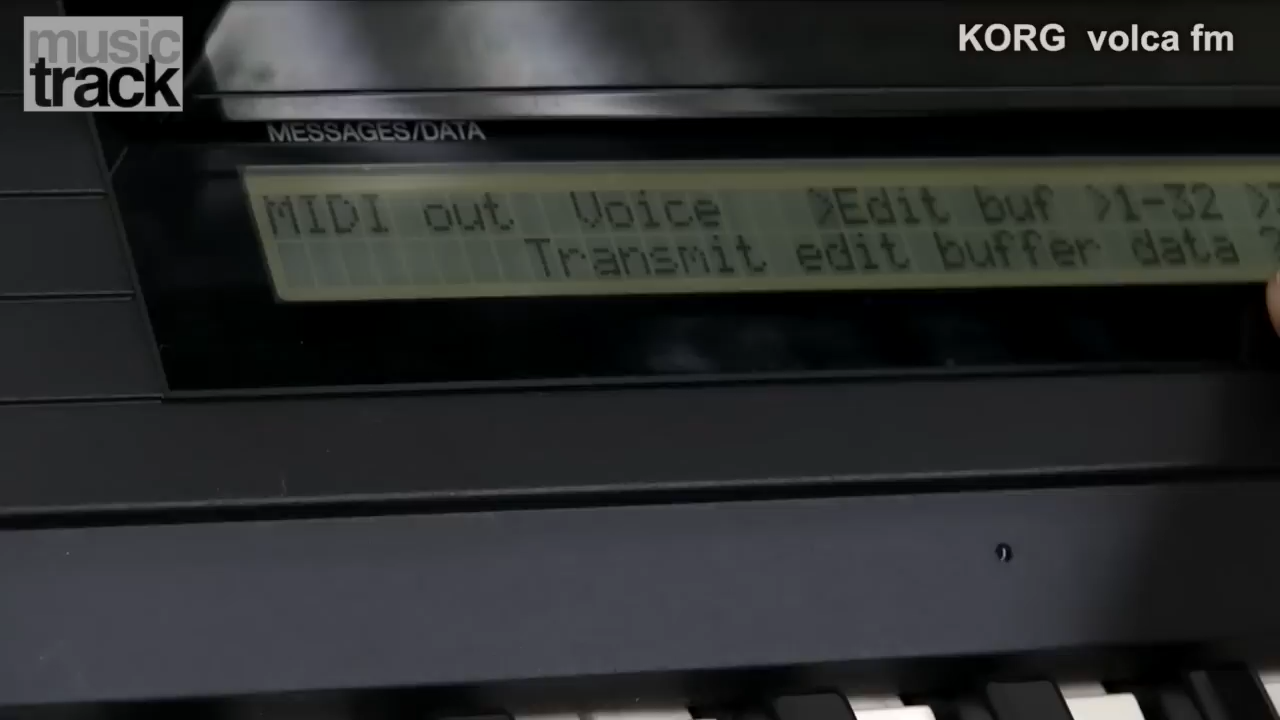 music
track
KORG volca fm
MESSAGES/DATA
MIDI out Voice >Edit buf >1-32 >
Transmit edit buffer data ?